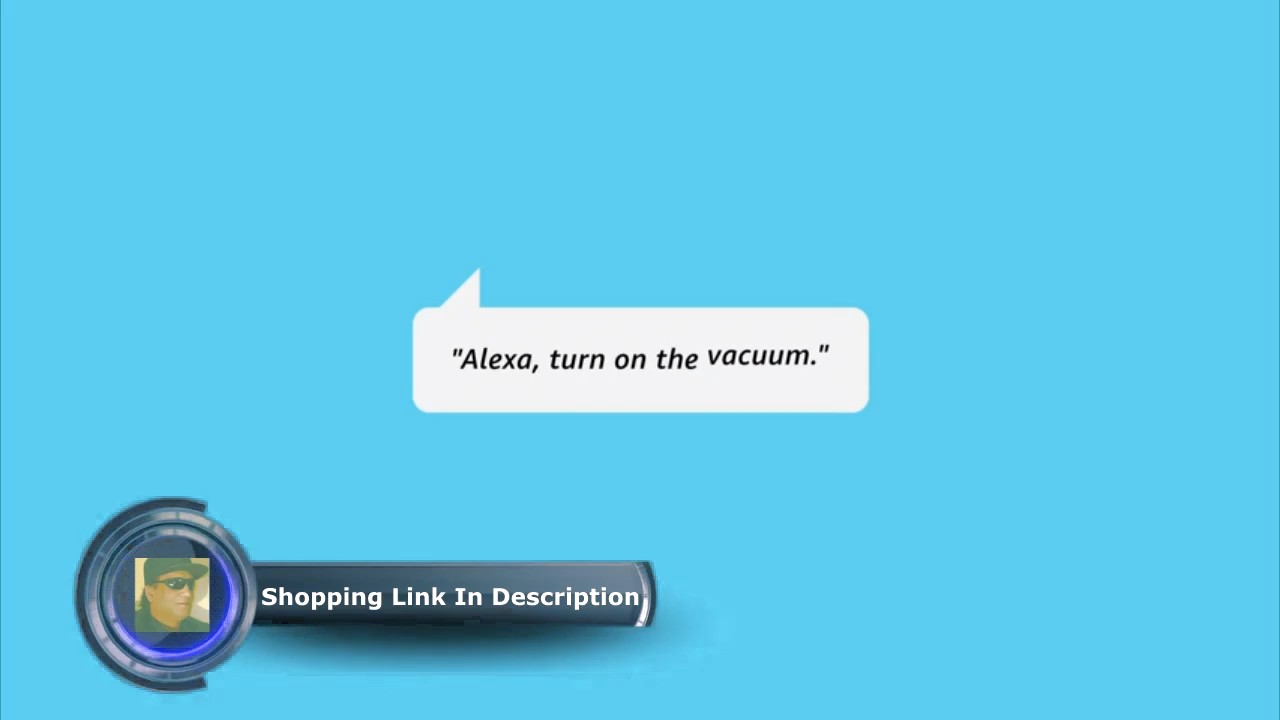 "Alexa, turn on the vacuum."
Shopping Link In Description